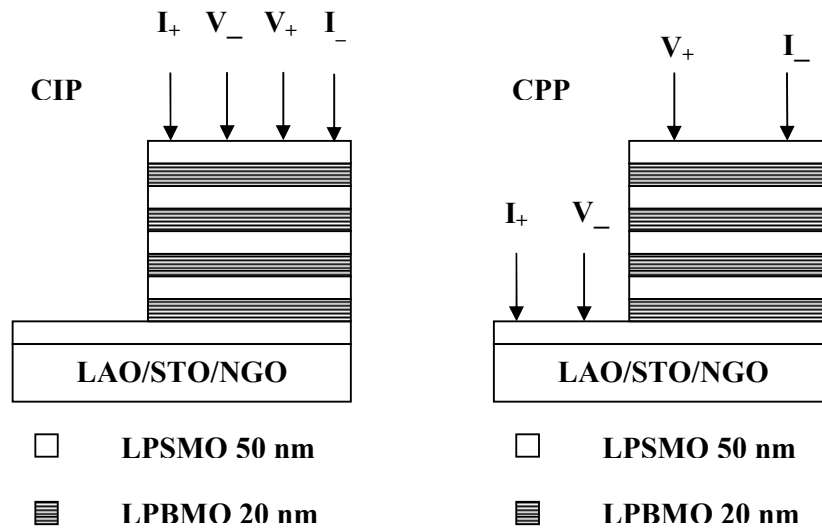 I+ V_ V+ I_
CIP
LAO/STO/NGO
LPSMO 50 nm
LPBMO 20 nm
V+ I_
CPP
I+ V_
LAO/STO/NGO
LPSMO 50 nm
LPBMO 20 nm